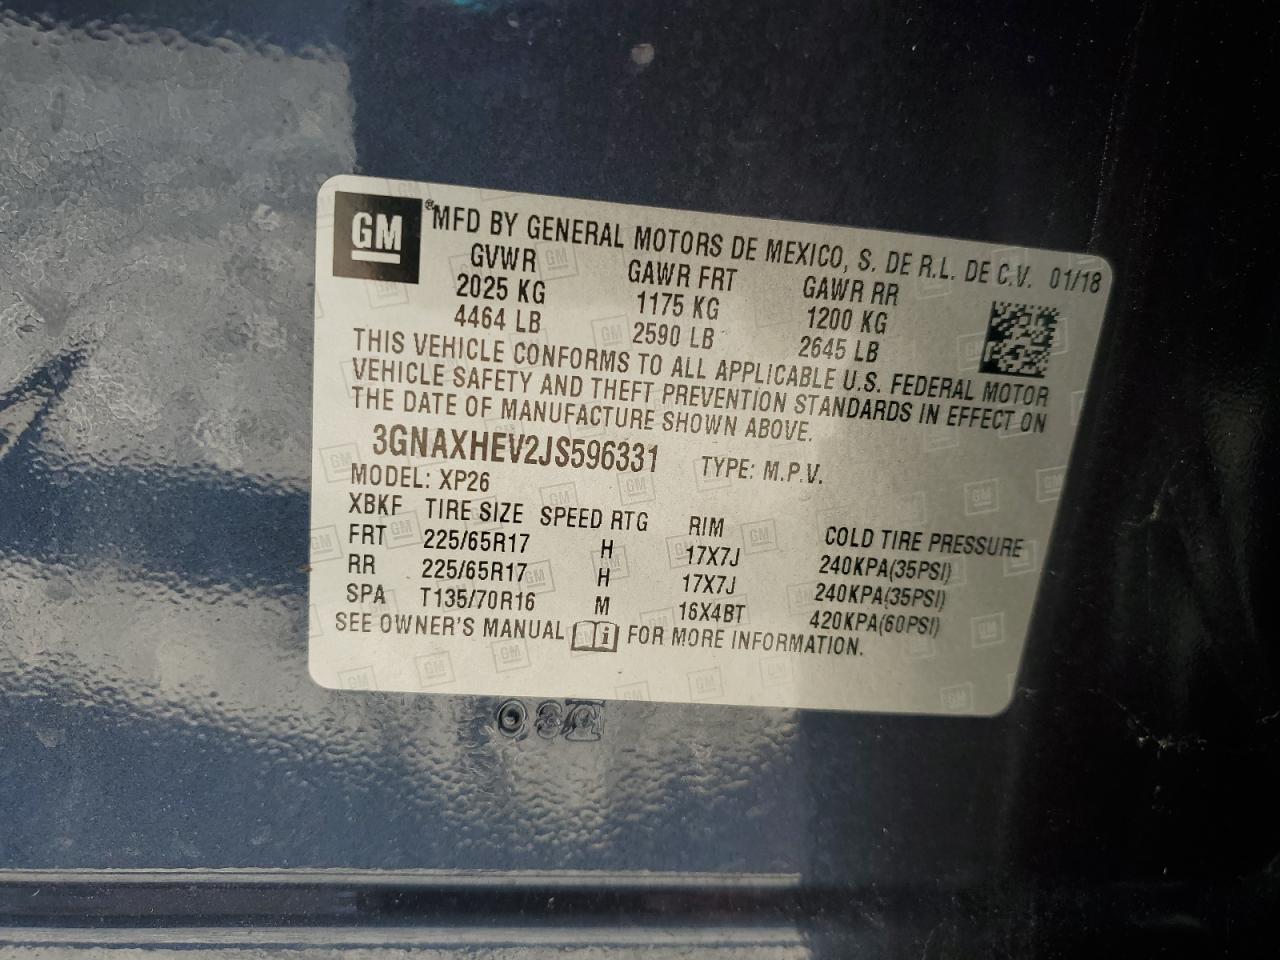 GM
®MFD BY GENERAL MOTORS DE MEXICO, S. DE R.L. DE C.V. 01/18
GVWR GAWR FRT GAWR RR
2025 KG 1175 KG 1200 KG
4464 LB 2590 LB 2645 LB
THIS VEHICLE CONFORMS TO ALL APPLICABLE U.S. FEDERAL MOTOR
VEHICLE SAFETY AND THEFT PREVENTION STANDARDS IN EFFECT ON
THE DATE OF MANUFACTURE SHOWN ABOVE.
3GNAXHEV2JS596331 TYPE: M.P.V.
MODEL: XP26
XBKF TIRE SIZE SPEED RTG RIM COLD TIRE PRESSURE
FRT 225/65R17 H 17X7J 240KPA(35PSI)
RR 225/65R17 H 17X7J 240KPA(35PSI)
SPA T135/70R16 M 16X4BT 420KPA(60PSI)
SEE OWNER'S MANUAL i FOR MORE INFORMATION.